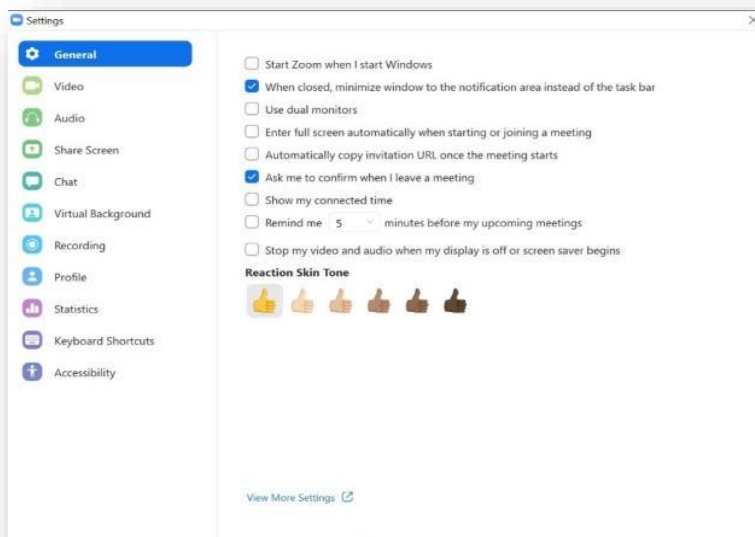 Settings
General
Video
Audio
Share Screen
Chat
Virtual Background
Recording
Profile
Statistics
Keyboard Shortcuts
Accessibility
Start Zoom when I start Windows
When closed, minimize window to the notification area instead of the task bar
Use dual monitors
Enter full screen automatically when starting or joining a meeting
Automatically copy invitation URL once the meeting starts
Ask me to confirm when I leave a meeting
Show my connected time
Remind me 5 minutes before my upcoming meetings
Stop my video and audio when my display is off or screen saver begins
Reaction Skin Tone
View More Settings